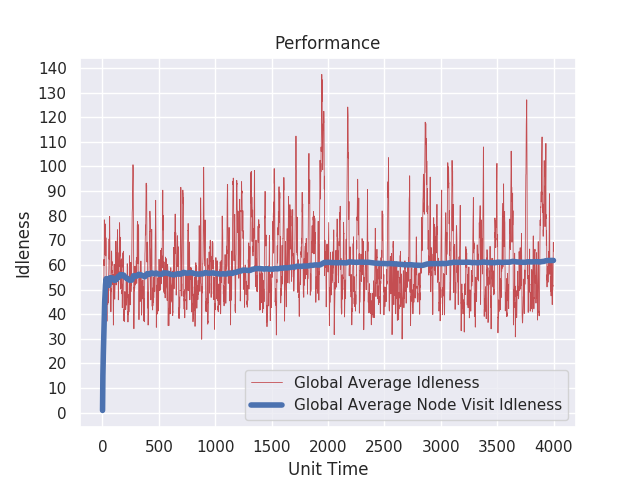 Performance
140
130
120
110
100
90
80
70
60
50
40
30
20
10
0
Idleness
Global Average Idleness
Global Average Node Visit Idleness
0 500 1000 1500 2000 2500 3000 3500 4000
Unit Time